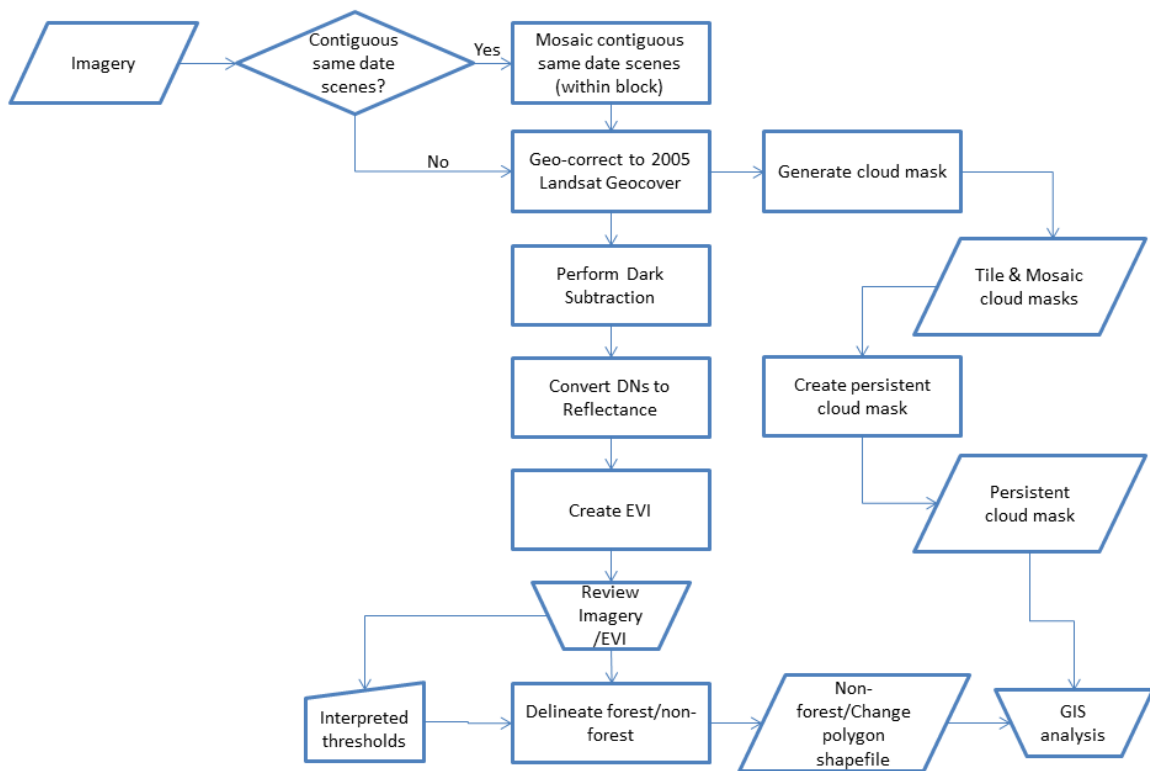 Imagery
Contiguous
same date
scenes?
Yes
Mosaic contiguous
same date scenes
(within block)
No
Geo-correct to 2005
Landsat Geocover
Generate cloud mask
Perform Dark
Subtraction
Tile & Mosaic
cloud masks
Convert DNs to
Reflectance
Create persistent
cloud mask
Create EVI
Persistent
cloud mask
Review
Imagery
/EVI
Interpreted
thresholds
Delineate forest/non-
forest
Non-
forest/Change
polygon
shapefile
GIS
analysis